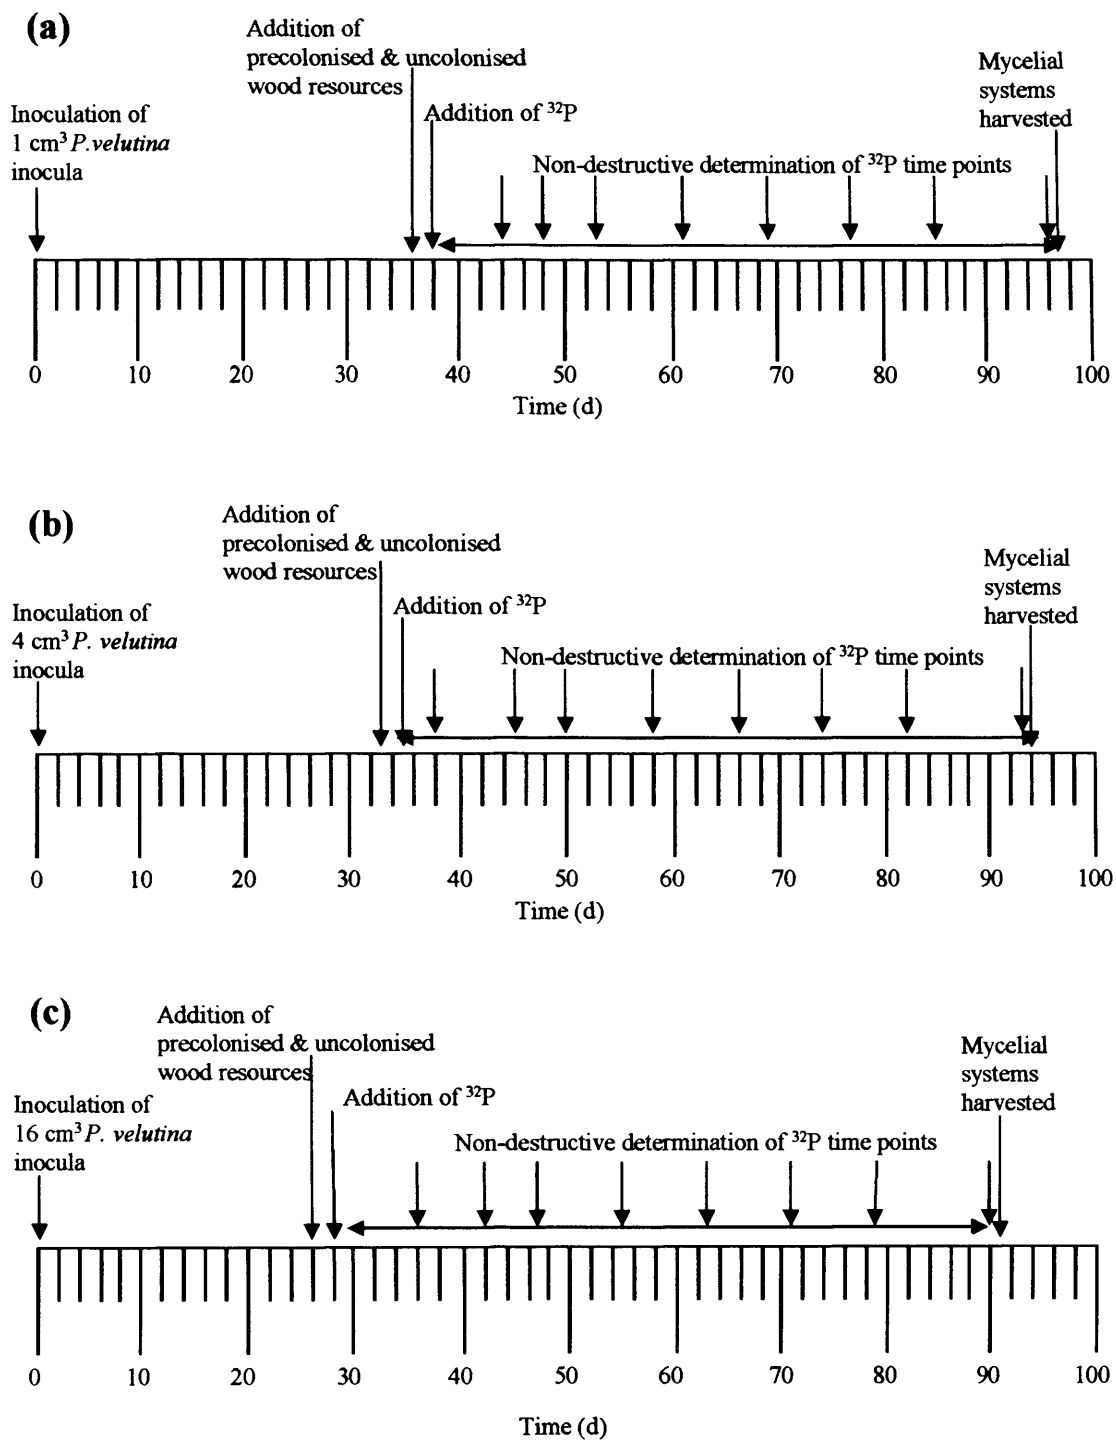 (a)
Addition of
precolonised & uncolonised
wood resources
Mycelial
systems
harvested
Inoculation of
1 cm³ P.velutina
inocula
Addition of ³²P
Non-destructive determination of ³²P time points
0 10 20 30 40 50 60 70 80 90 100
Time (d)
(b)
Addition of
precolonised & uncolonised
wood resources
Mycelial
systems
harvested
Inoculation of
4 cm³ P. velutina
inocula
Addition of ³²P
Non-destructive determination of ³²P time points
0 10 20 30 40 50 60 70 80 90 100
Time (d)
(c)
Addition of
precolonised & uncolonised
wood resources
Mycelial
systems
harvested
Inoculation of
16 cm³ P. velutina
inocula
Addition of ³²P
Non-destructive determination of ³²P time points
0 10 20 30 40 50 60 70 80 90 100
Time (d)